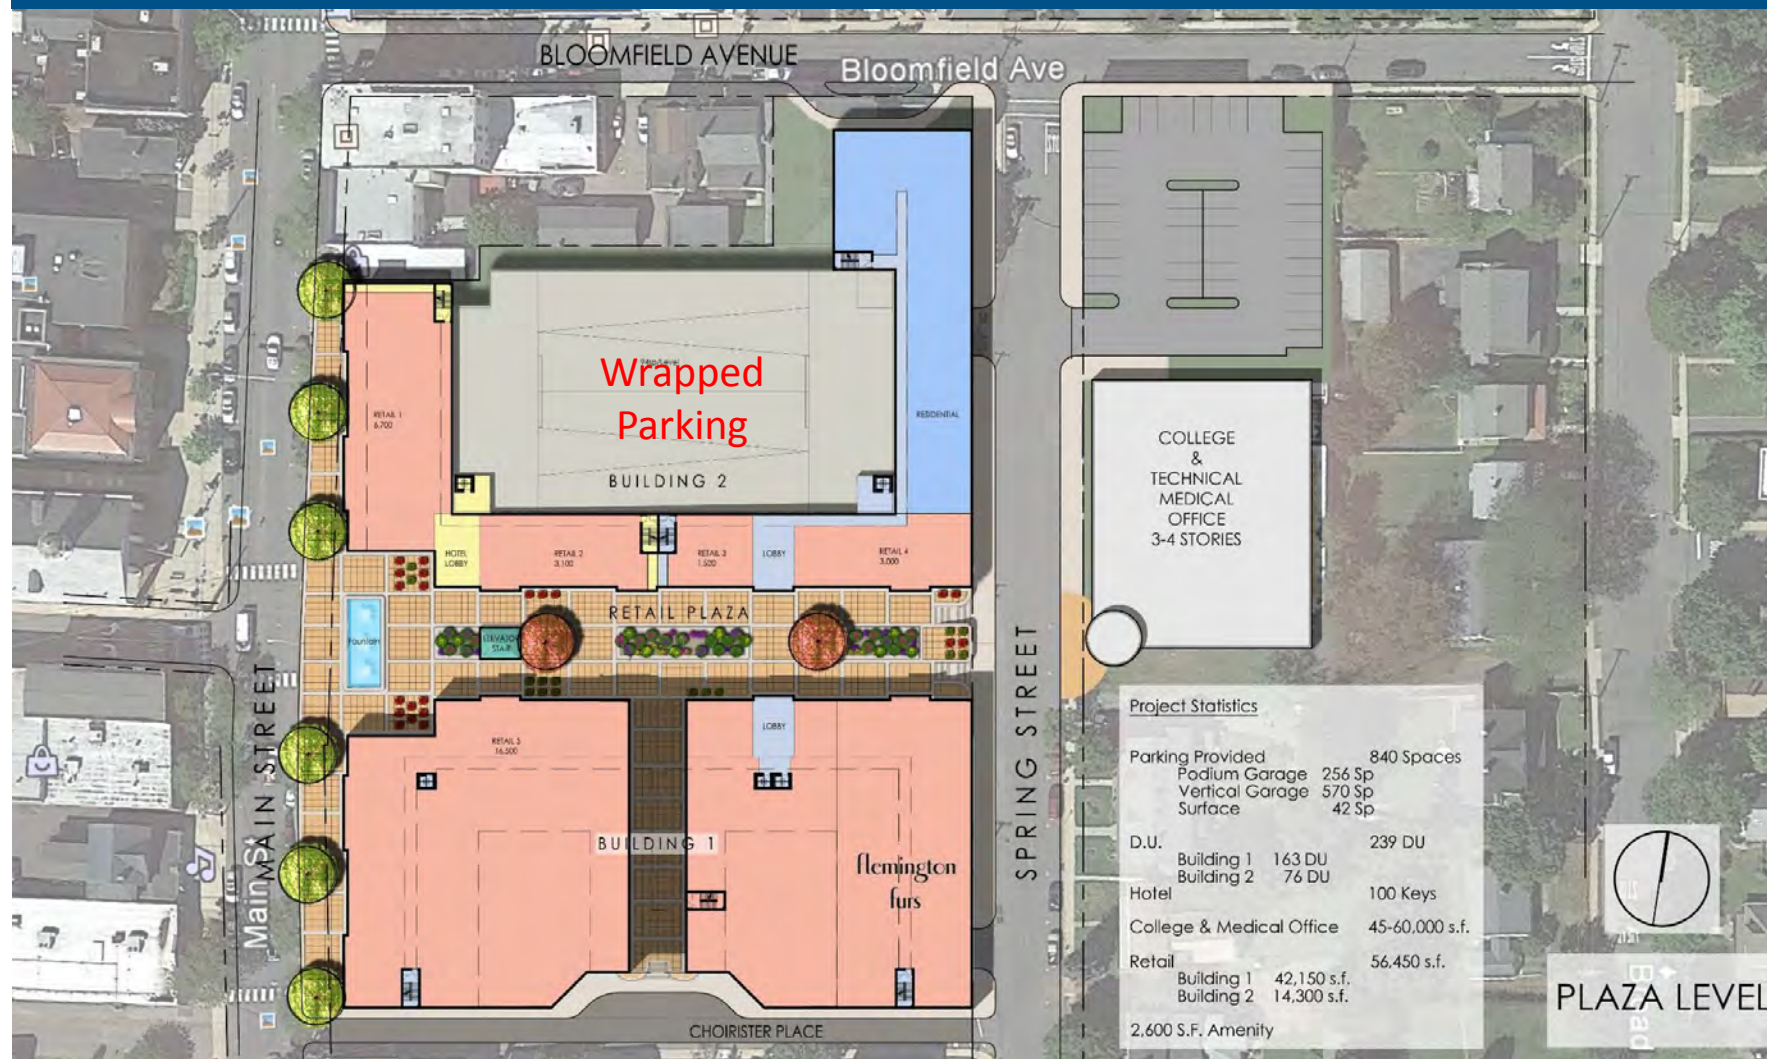 BLOOMFIELD AVENUE
Bloomfield Ave
Wrapped
Parking
BUILDING 2
RETAIL 1
6,700
RESIDENTIAL
HOTEL
LOBBY
RETAIL 2
3,100
RETAIL 3
1,500
LOBBY
RETAIL 4
3,000
RETAIL PLAZA
Fountain
ELEVATOR
STAIR
COLLEGE
&
TECHNICAL
MEDICAL
OFFICE
3-4 STORIES
MAIN STREET
Main St
SPRING STREET
RETAIL 5
16,500
LOBBY
BUILDING 1
flemington
furs
CHOIRISTER PLACE
Project Statistics
Parking Provided 840 Spaces
Podium Garage 256 Sp
Vertical Garage 570 Sp
Surface 42 Sp
D.U. 239 DU
Building 1 163 DU
Building 2 76 DU
Hotel 100 Keys
College & Medical Office 45-60,000 s.f.
Retail 56,450 s.f.
Building 1 42,150 s.f.
Building 2 14,300 s.f.
2,600 S.F. Amenity
PLAZA LEVEL